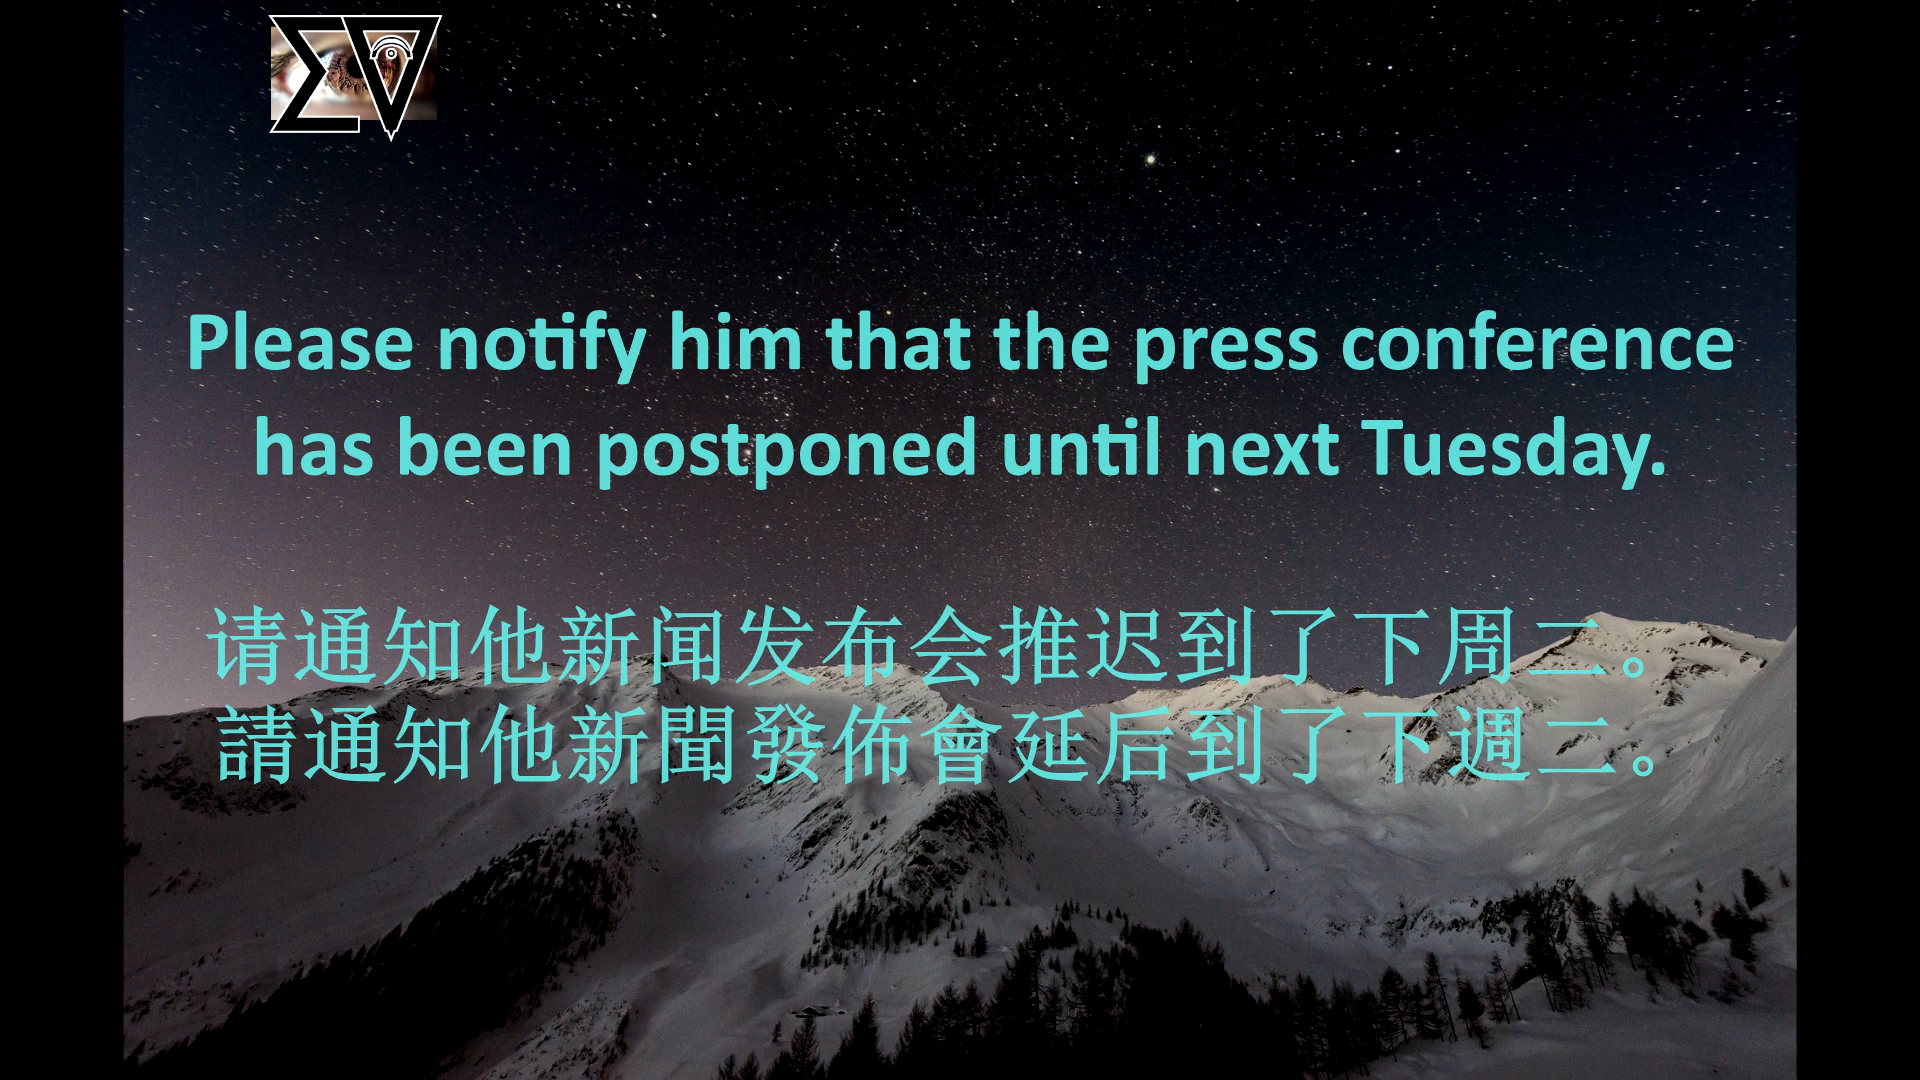 Please notify him that the press conference
has been postponed until next Tuesday.
请通知他新闻发布会推迟到了下周二。
請通知他新聞發佈會延后到了下週二。